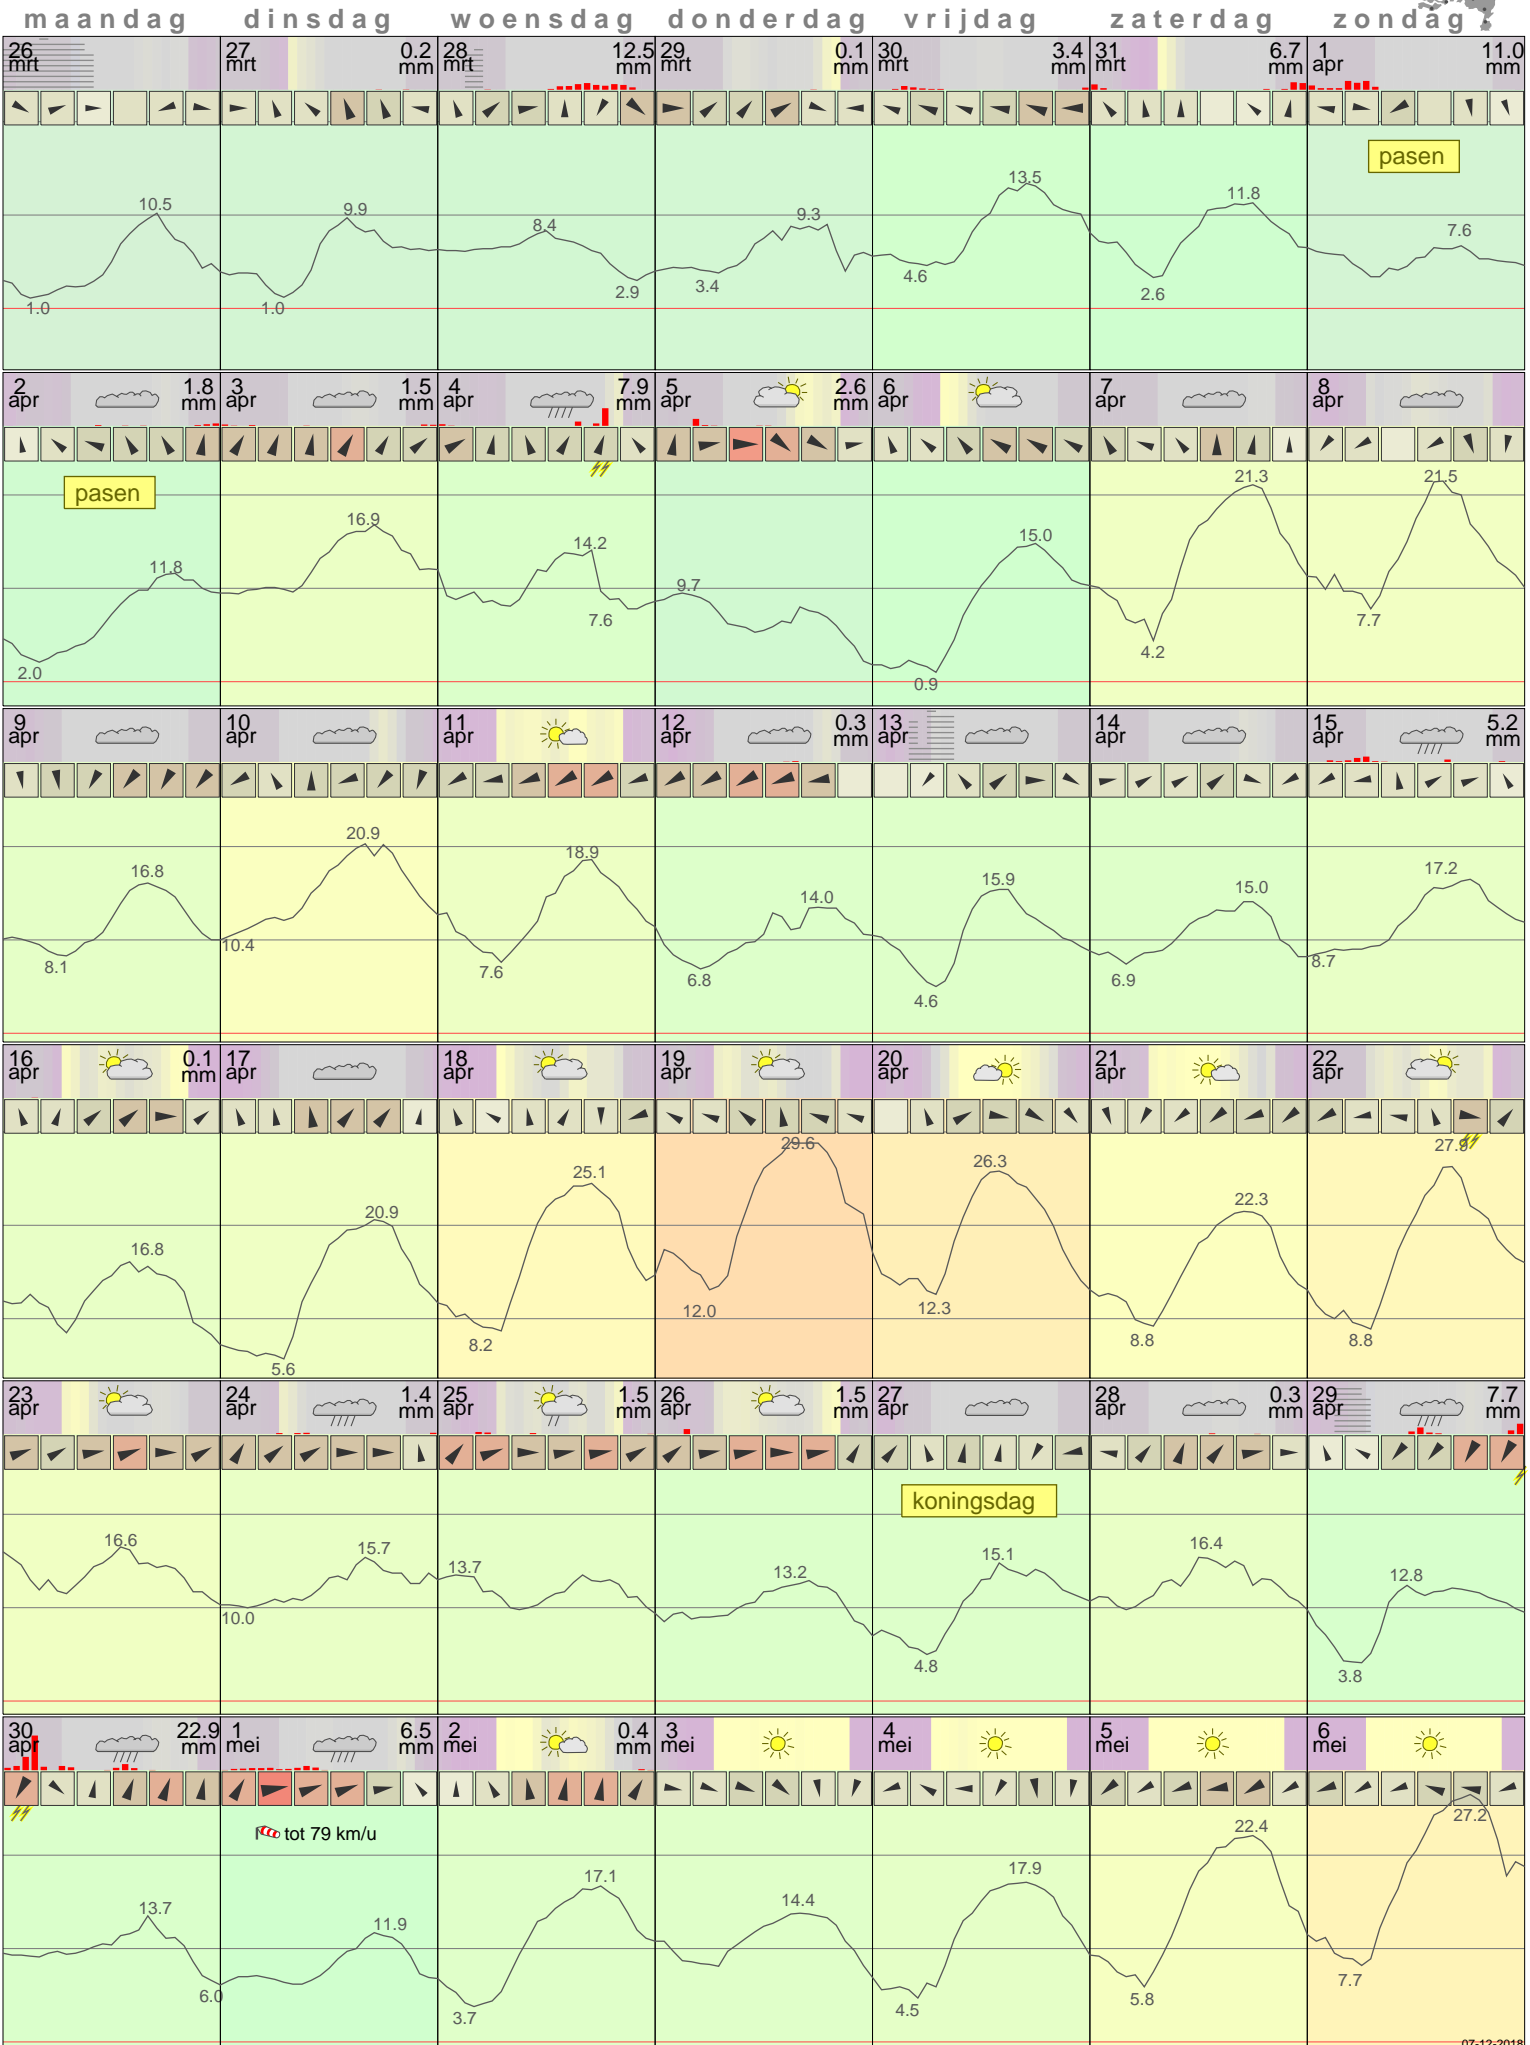 maandag dinsdag woensdag donderdag vrijdag zaterdag zondag
26 27 0.2 28 12.5 29 0.1 30 3.4 31 6.7 1 11.0
mrt mrt mm mrt mm mrt mm mrt mm mrt mm apr mm
pasen
13.5
10.5 9.9 8.4 9.3 11.8 7.6
1.0 1.0 2.9 3.4 4.6 2.6
2 1.8 3 1.5 4 7.9 5 2.6 6 7 8
apr mm apr mm apr mm apr mm apr apr apr
pasen
21.3 21.5
16.9 14.2 15.0
11.8 9.7
7.6 7.7
2.0 0.9 4.2
9 10 11 12 0.3 13 14 15 5.2
apr apr apr apr mm apr apr apr mm
16.8 20.9 18.9 14.0 15.9 15.0 17.2
8.1 10.4 7.6 6.8 4.6 6.9 8.7
16 0.1 17 18 19 20 21 22
apr mm apr apr apr apr apr apr
29.6 27.9
25.1 26.3
16.8 20.9 22.3
5.6 8.2 12.0 12.3 8.8 8.8
23 24 1.4 25 1.5 26 1.5 27 28 0.3 29 7.7
apr apr mm apr mm apr mm apr apr mm apr mm
koningsdag
16.6 15.7 13.7 13.2 15.1 16.4 12.8
10.0 4.8 3.8
30 22.9 1 6.5 2 0.4 3 4 5 6
apr mm mei mm mei mm mei mei mei mei
27.2
tot 79 km/u 22.4
13.7 11.9 17.1 14.4 17.9
6.0 3.7 4.5 5.8 7.7
07-12-2018